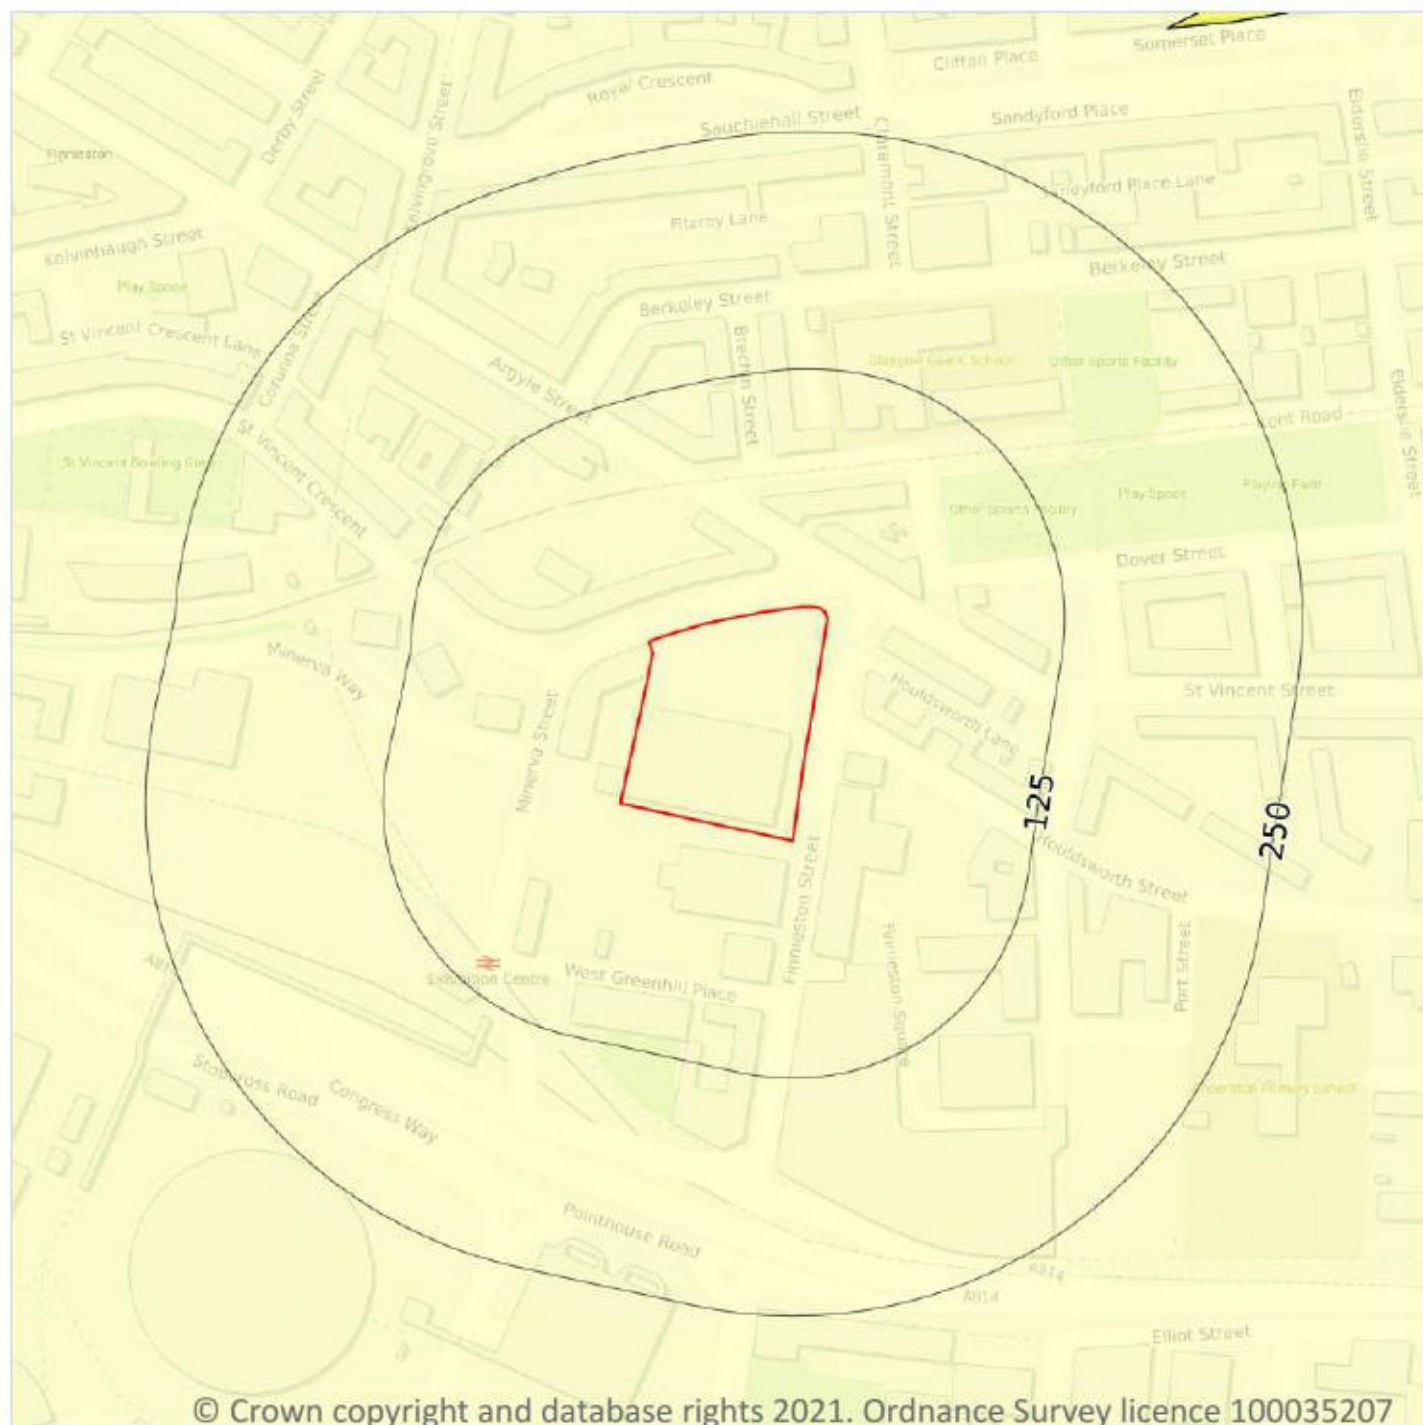 Somerset Place
Clifton Place
Royal Crescent
Derby Street
Sauchiehall Street
Sandyford Place
Elderslie Street
Finnieston
Kelvingrove Street
Claremont Street
Sandyford Place Lane
Fitzroy Lane
Kelvinhaugh Street
Berkeley Street
Play Space
Berkeley Street
St Vincent Crescent Lane
Corunna Street
Brechin Street
Glasgow Gaelic School
Other Sports Facility
Argyle Street
Elderslie Street
Kent Road
St Vincent Bowling Green
St Vincent Crescent
Playing Field
Play Space
Other Sports Facility
Dover Street
Minerva Way
Houldsworth Lane
St Vincent Street
Minerva Street
125
250
Houldsworth Street
Finnieston Street
Finnieston Square
Port Street
Exhibition Centre
West Greenhill Place
Stobcross Road
Congress Way
Anderston Primary School
Pointhouse Road
A814
A814
Elliot Street
© Crown copyright and database rights 2021. Ordnance Survey licence 100035207